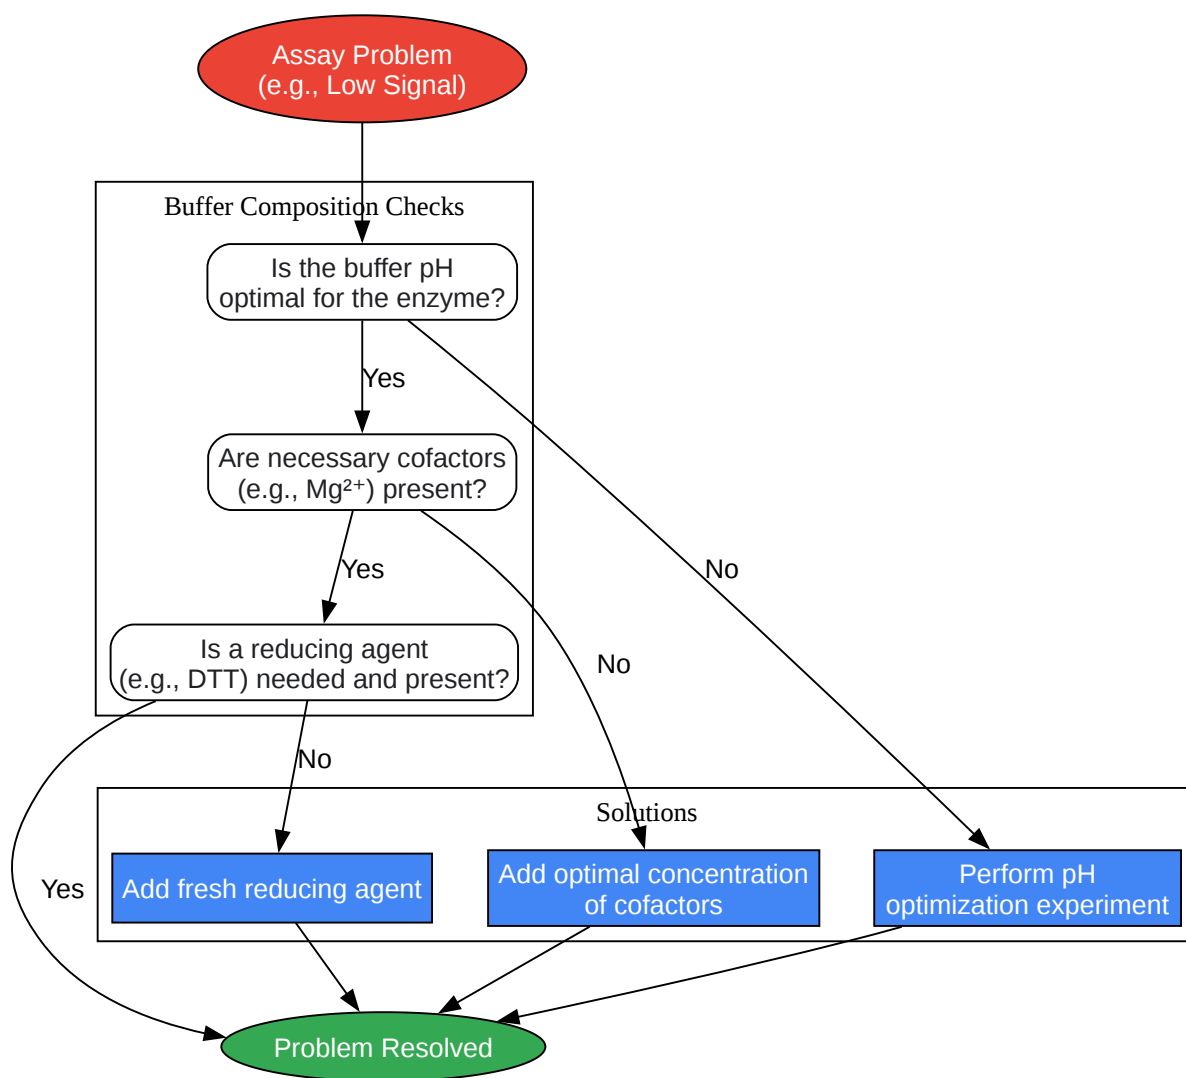 Assay Problem
(e.g., Low Signal)
Buffer Composition Checks
Is the buffer pH
optimal for the enzyme?
Yes
Are necessary cofactors
(e.g., Mg²⁺) present?
Yes
No
Is a reducing agent
(e.g., DTT) needed and present?
No
No
Solutions
Yes
Add fresh reducing agent
Add optimal concentration
of cofactors
Perform pH
optimization experiment
Problem Resolved